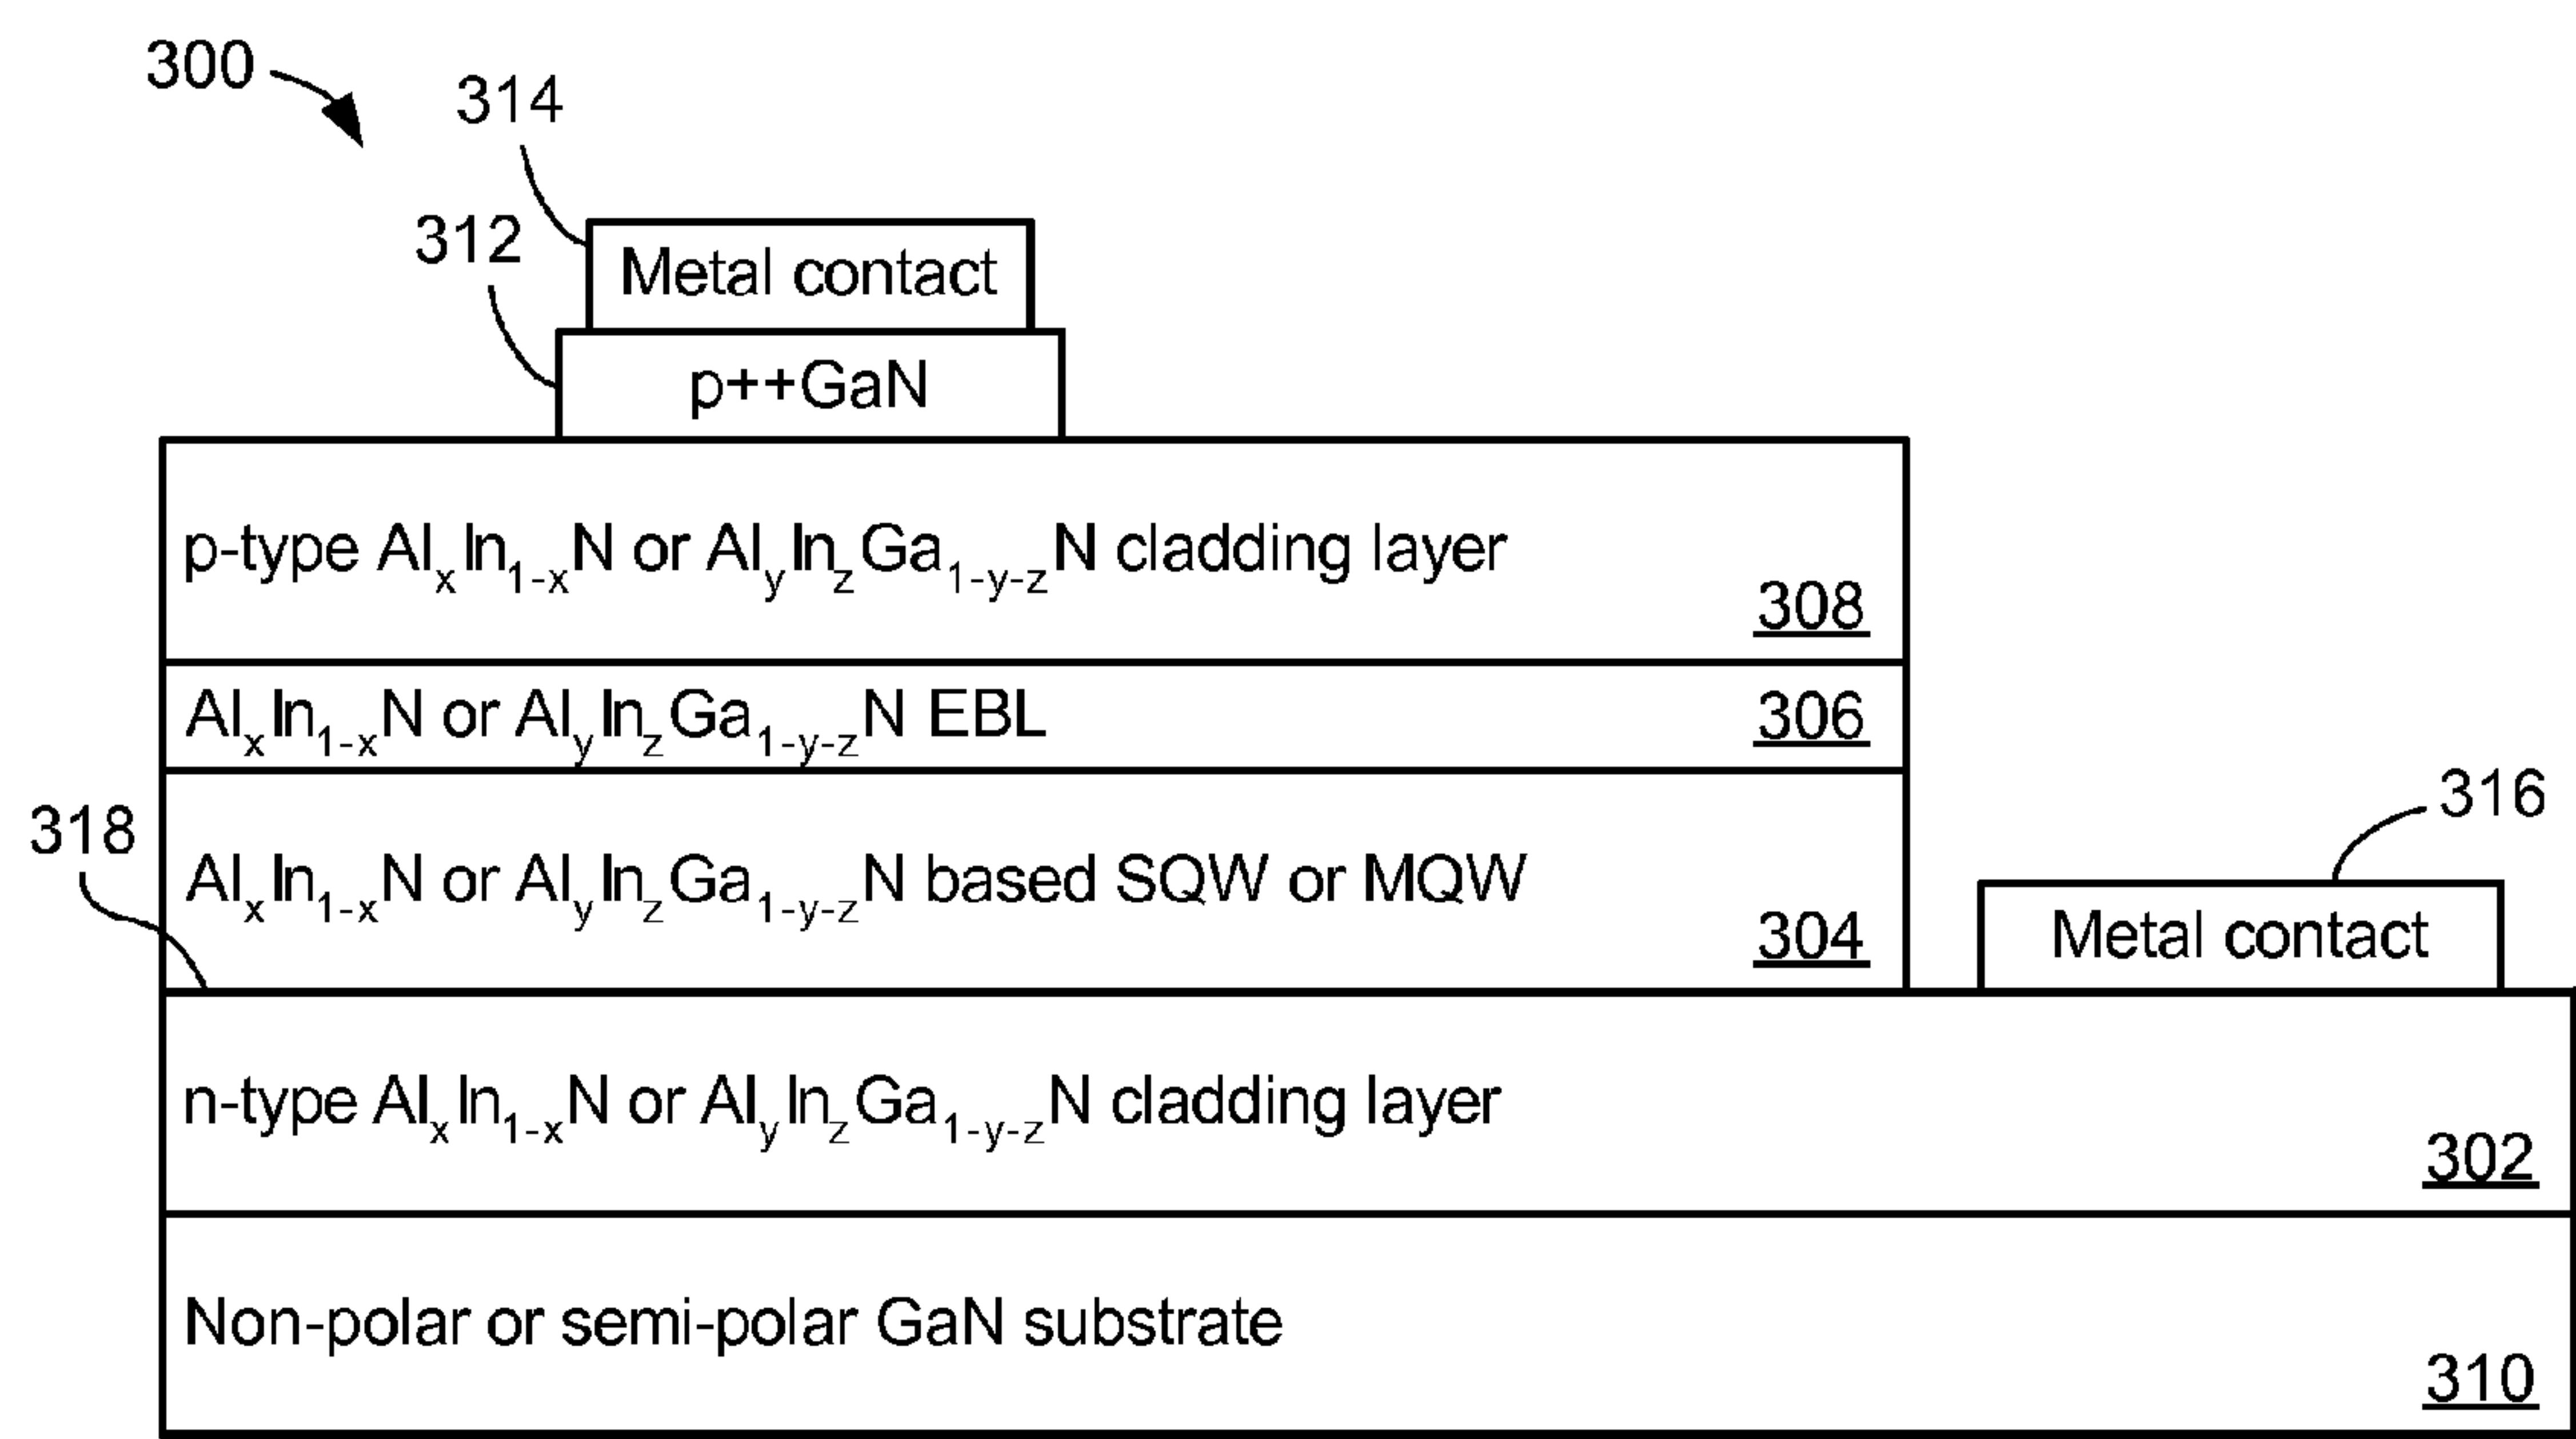 300
314
312
Metal contact
p++GaN
p-type AlxIn1-xN or AlyInzGa1-y-zN cladding layer
308
AlxIn1-xN or AlyInzGa1-y-zN EBL
306
318
316
AlxIn1-xN or AlyInzGa1-y-zN based SQW or MQW
304
Metal contact
n-type AlxIn1-xN or AlyInzGa1-y-zN cladding layer
302
Non-polar or semi-polar GaN substrate
310